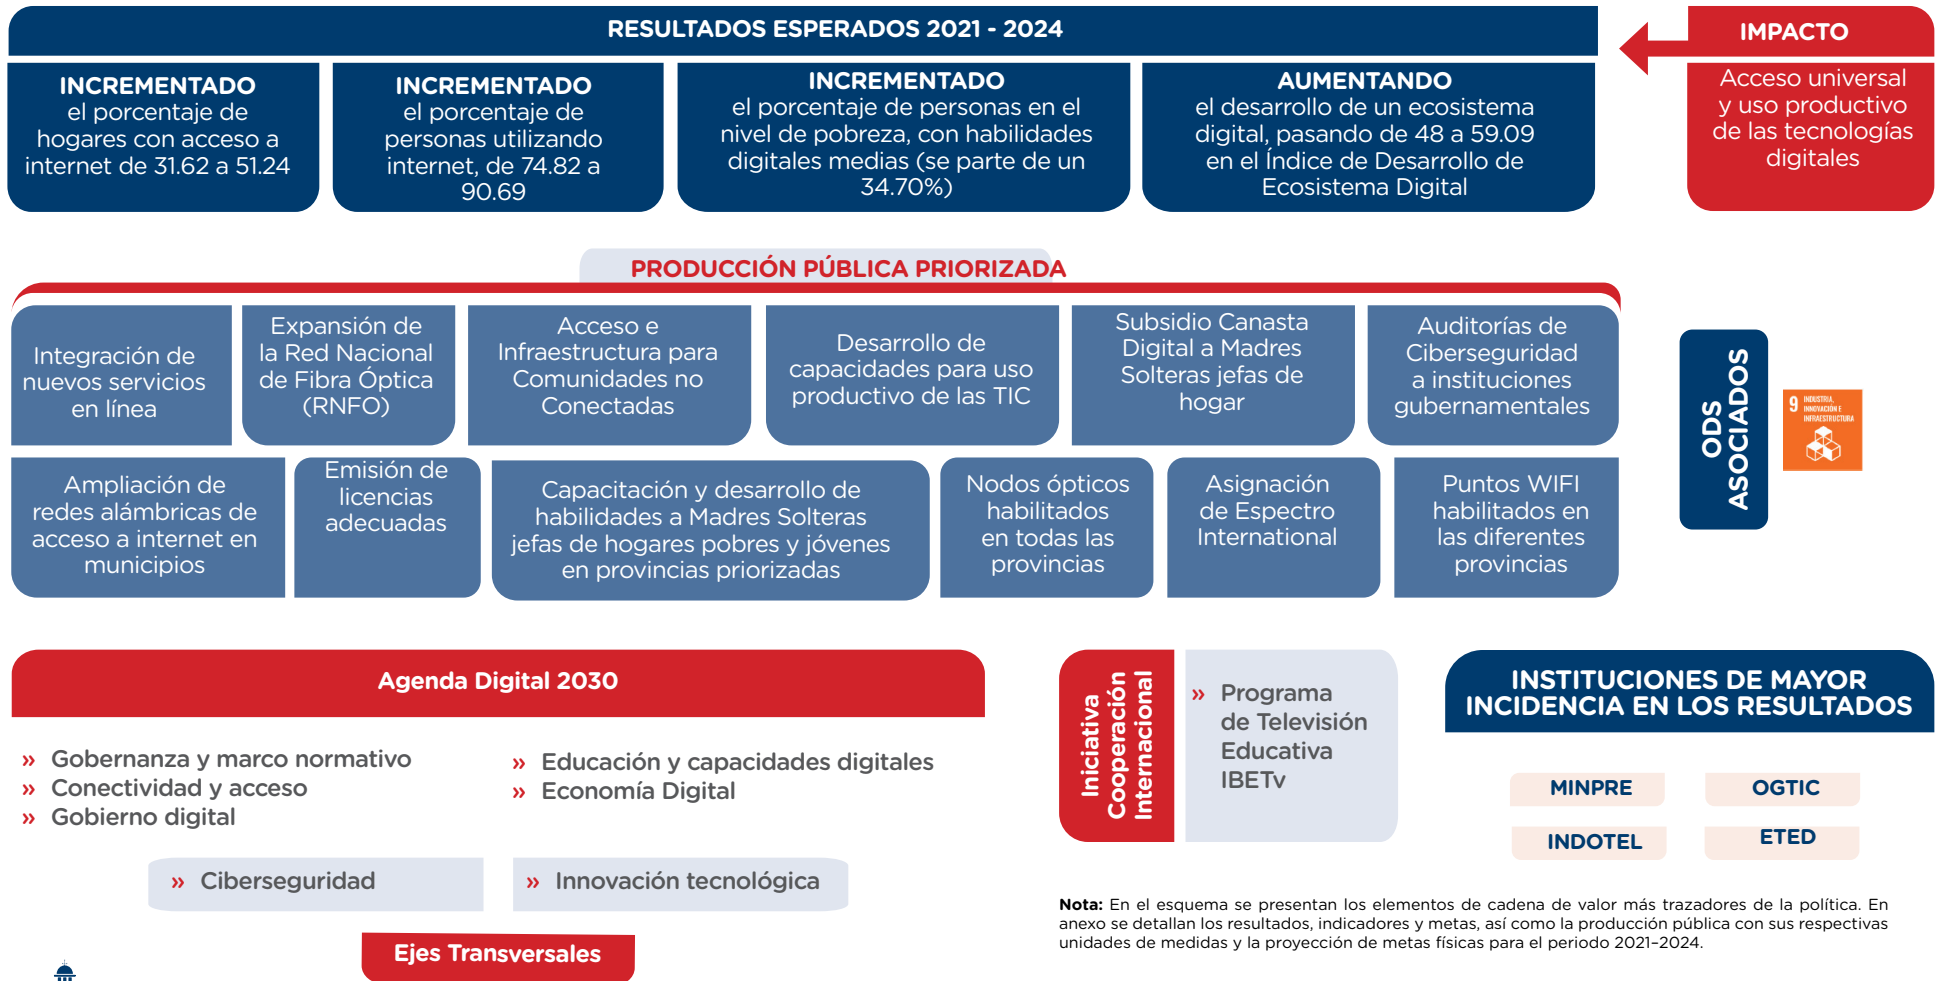 RESULTADOS ESPERADOS 2021 - 2024
INCREMENTADO
el porcentaje de
hogares con acceso a
internet de 31.62 a 51.24
INCREMENTADO
el porcentaje de
personas utilizando
internet, de 74.82 a
90.69
INCREMENTADO
el porcentaje de personas en el
nivel de pobreza, con habilidades
digitales medias (se parte de un
34.70%)
AUMENTANDO
el desarrollo de un ecosistema
digital, pasando de 48 a 59.09
en el Índice de Desarrollo de
Ecosistema Digital
IMPACTO
Acceso universal
y uso productivo
de las tecnologías
digitales
PRODUCCIÓN PÚBLICA PRIORIZADA
Integración de
nuevos servicios
en línea
Expansión de
la Red Nacional
de Fibra Óptica
(RNFO)
Acceso e
Infraestructura para
Comunidades no
Conectadas
Desarrollo de
capacidades para uso
productivo de las TIC
Subsidio Canasta
Digital a Madres
Solteras jefas de
hogar
Auditorías de
Ciberseguridad
a instituciones
gubernamentales
Ampliación de
redes alámbricas de
acceso a internet en
municipios
Emisión de
licencias
adecuadas
Capacitación y desarrollo de
habilidades a Madres Solteras
jefas de hogares pobres y jóvenes
en provincias priorizadas
Nodos ópticos
habilitados
en todas las
provincias
Asignación
de Espectro
International
Puntos WIFI
habilitados en
las diferentes
provincias
ODS
ASOCIADOS
9 INDUSTRIA,
INNOVACIÓN E
INFRAESTRUCTURA
Agenda Digital 2030
» Gobernanza y marco normativo
» Conectividad y acceso
» Gobierno digital
» Educación y capacidades digitales
» Economía Digital
» Ciberseguridad
» Innovación tecnológica
Ejes Transversales
Iniciativa
Cooperación
Internacional
» Programa
de Televisión
Educativa
IBETv
INSTITUCIONES DE MAYOR
INCIDENCIA EN LOS RESULTADOS
MINPRE
OGTIC
INDOTEL
ETED
Nota: En el esquema se presentan los elementos de cadena de valor más trazadores de la política. En
anexo se detallan los resultados, indicadores y metas, así como la producción pública con sus respectivas
unidades de medidas y la proyección de metas físicas para el periodo 2021–2024.